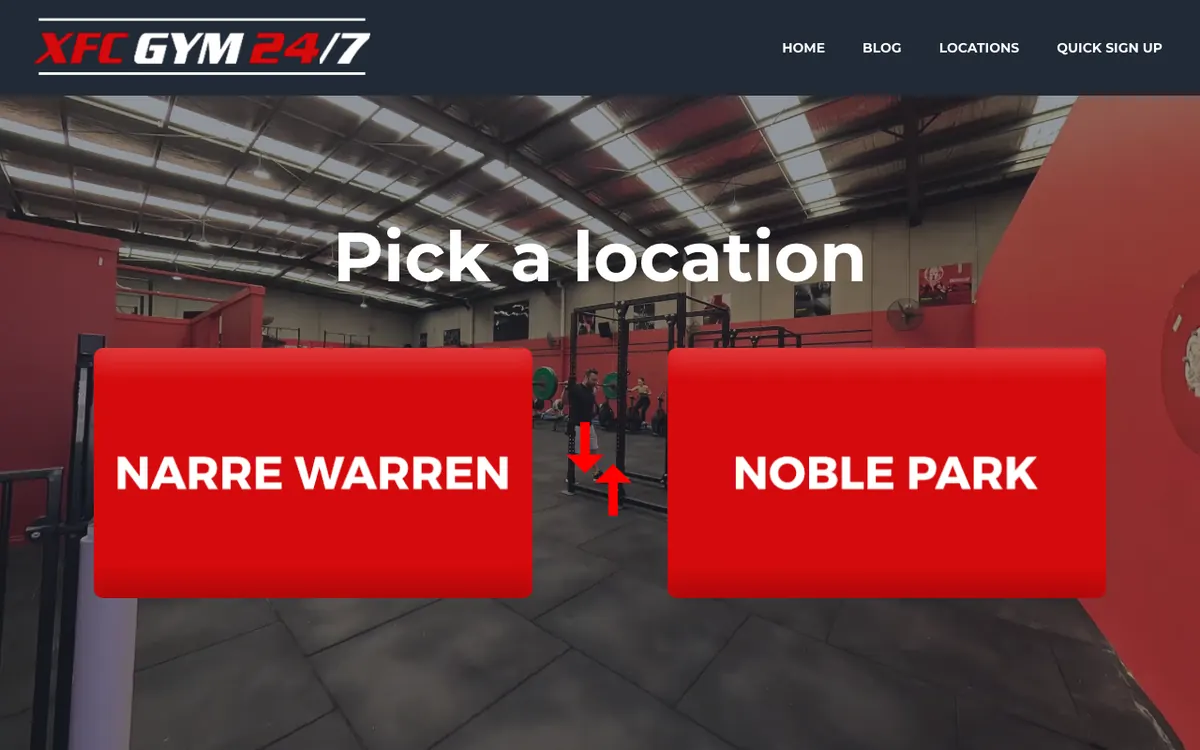 XFC GYM 24/7
HOME
BLOG
LOCATIONS
QUICK SIGN UP
Pick a location
NARRE WARREN
NOBLE PARK